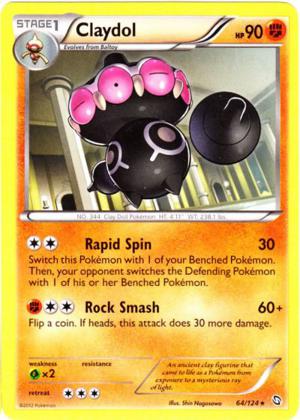 STAGE1 Claydol HP 90
Evolves from Baltoy
NO. 344 Clay Doll Pokémon HT: 4'11" WT: 238.1 lbs.
Rapid Spin 30
Switch this Pokémon with 1 of your Benched Pokémon.
Then, your opponent switches the Defending Pokémon
with 1 of his or her Benched Pokémon.
Rock Smash 60+
Flip a coin. If heads, this attack does 30 more damage.
weakness resistance
×2
retreat
An ancient clay figurine that
came to life as a Pokémon from
exposure to a mysterious ray
of light.
©2012 Pokémon
Illus. Shin Nagasawa
64/124 ★